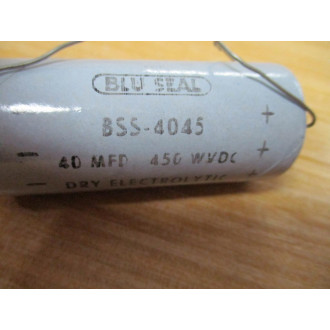 BLU SEAL
BSS-4045 +
- 40 MFD 450 WVDC +
- DRY ELECTROLYTIC +